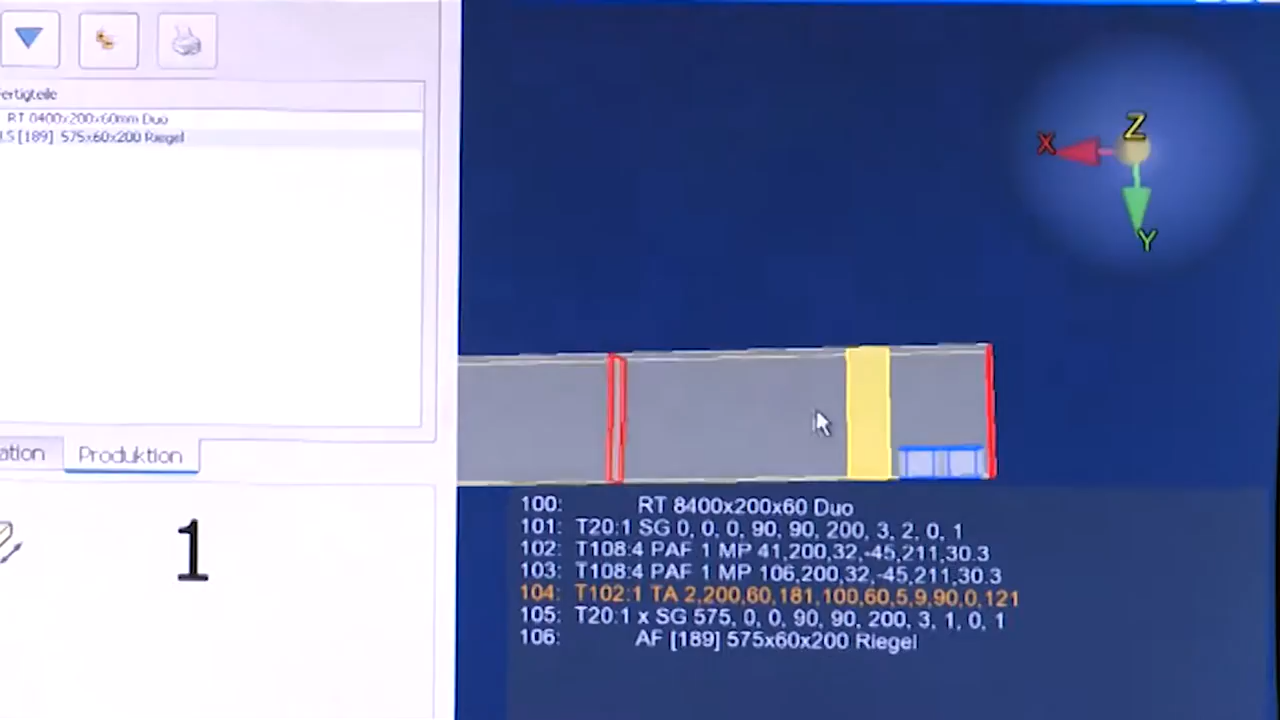 ertigteile
RT 8400x200x60mm Duo
LS [189] 575x60x200 Riegel
ation
Produktion
1
X
Z
Y
100: RT 8400x200x60 Duo
101: T20:1 SG 0, 0, 0, 90, 90, 200, 3, 2, 0, 1
102: T108:4 PAF 1 MP 41,200,32,-45,211,30.3
103: T108:4 PAF 1 MP 106,200,32,-45,211,30.3
104: T102:1 TA 2,200,60,181,100,60,5,9,90,0,121
105: T20:1 x SG 575, 0, 0, 90, 90, 200, 3, 1, 0, 1
106: AF [189] 575x60x200 Riegel